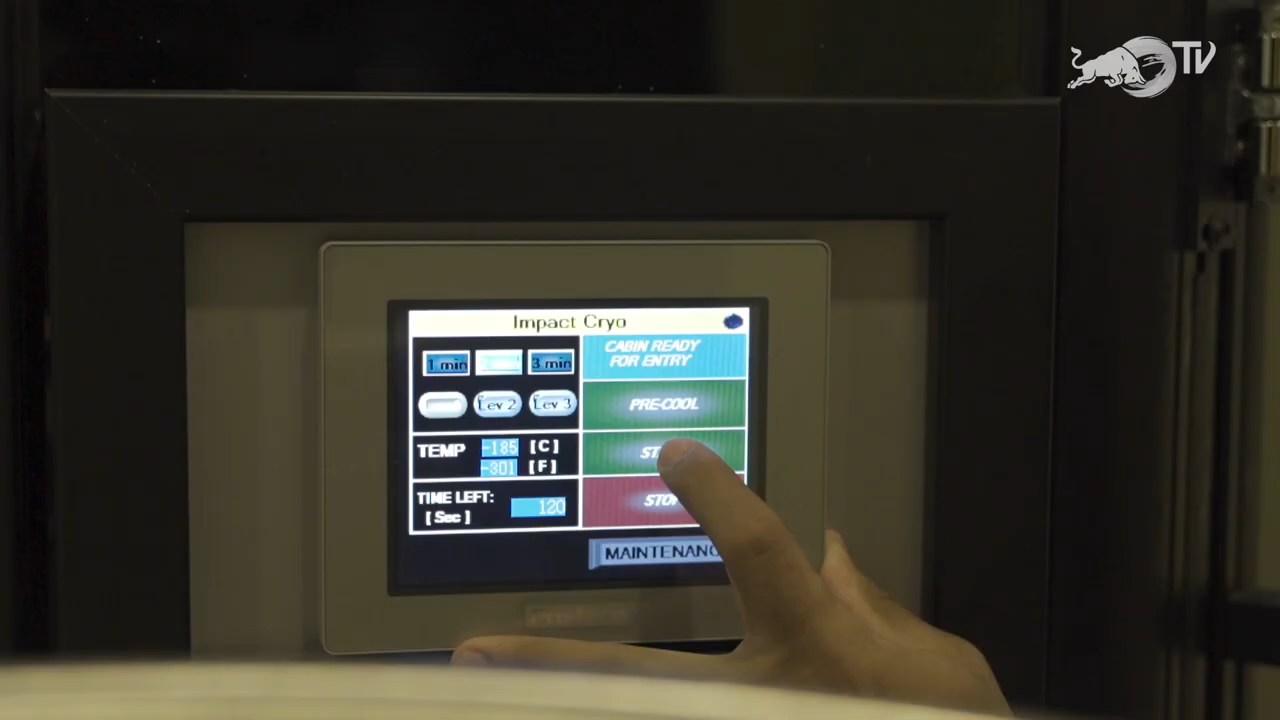 TV
Impact Cryo
1 min
3 min
CABIN READY
FOR ENTRY
Lev 2
Lev 3
PRE-COOL
TEMP
-185 [C]
-301 [F]
TIME LEFT:
[Sec]
120